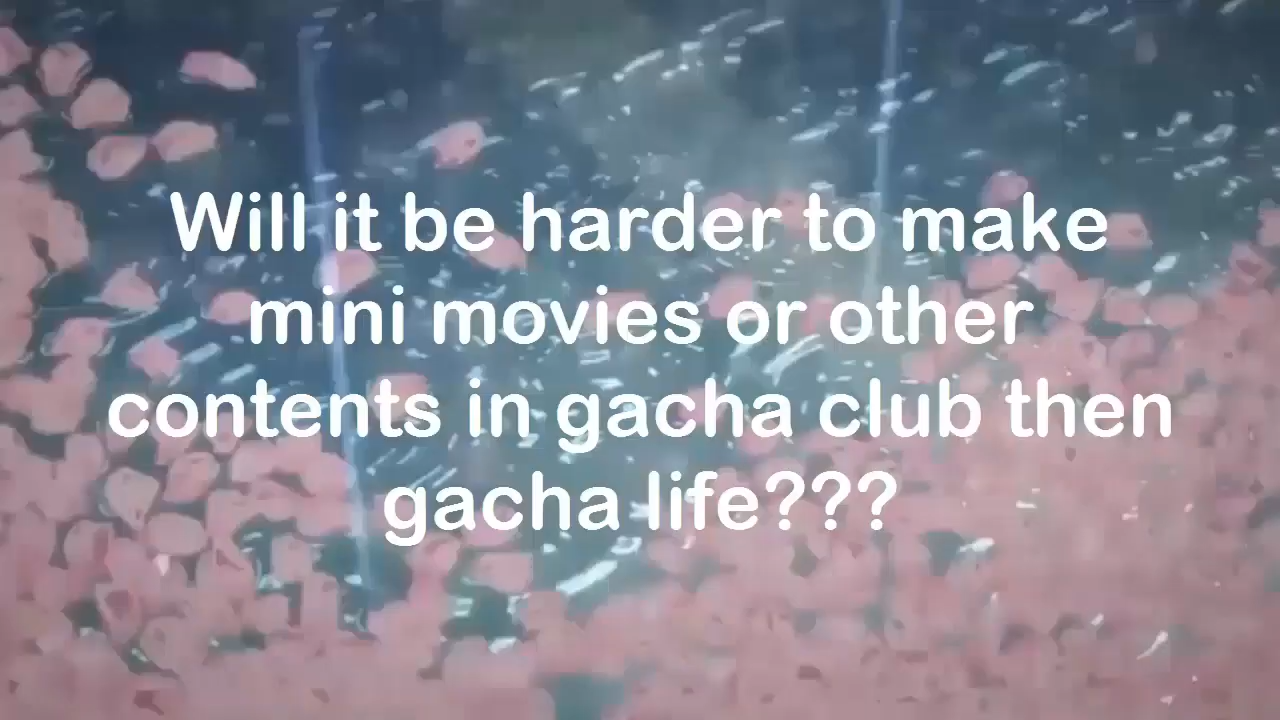 Will it be harder to make
mini movies or other
contents in gacha club then
gacha life???